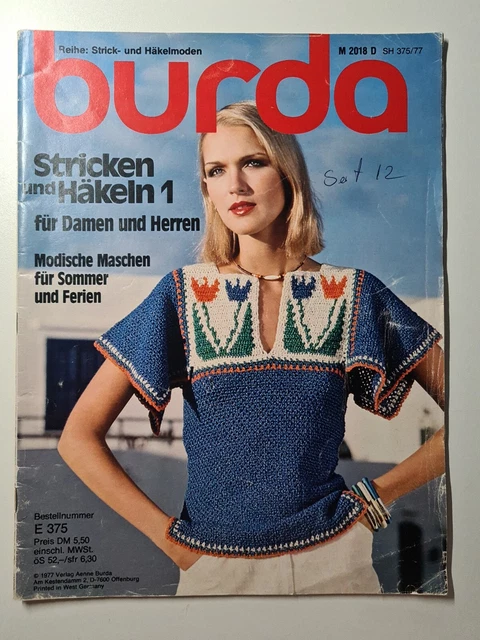 Reihe: Strick- und Häkelmoden
M 2018 D SH 375/77
burda
Stricken
und Häkeln 1
für Damen und Herren
Modische Maschen
für Sommer
und Ferien
Seit 12
Bestellnummer
E 375
Preis DM 5,50
einschl. MWSt.
öS 52,–/sfr 6,30
© 1977 Verlag Aenne Burda
Am Kestendamm 2, D-7600 Offenburg
Printed in West Germany